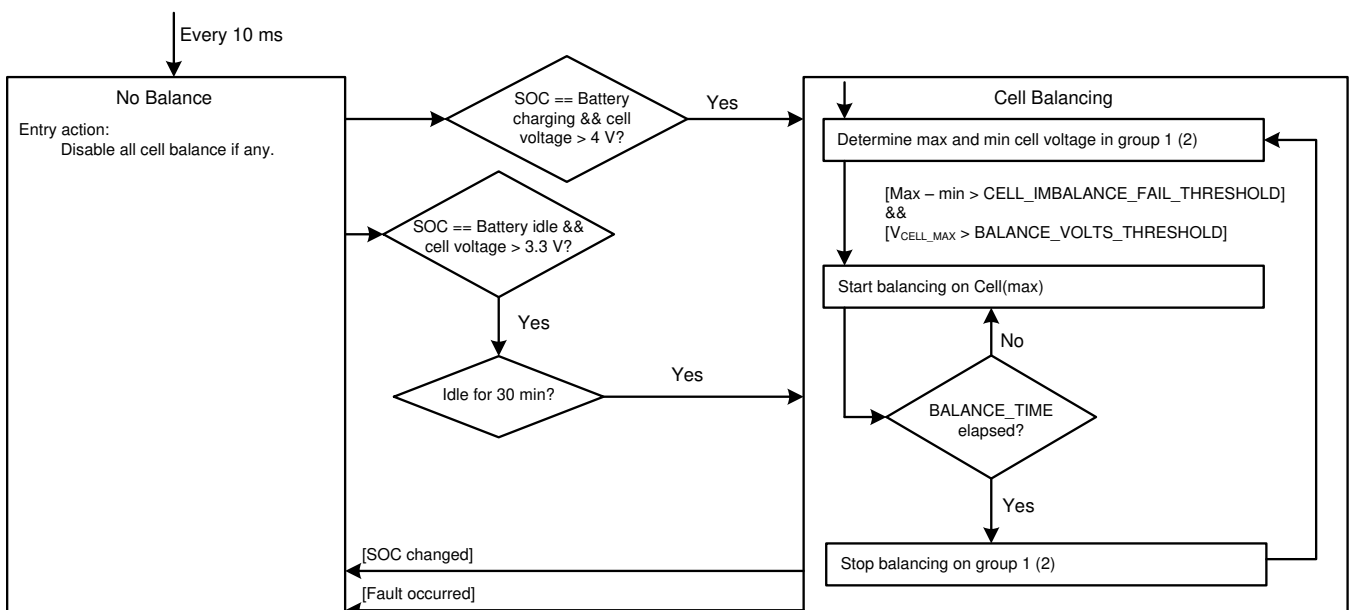 Every 10 ms
No Balance
Entry action:
Disable all cell balance if any.
SOC == Battery
charging && cell
voltage > 4 V?
Yes
SOC == Battery idle &&
cell voltage > 3.3 V?
Yes
Idle for 30 min?
Yes
[SOC changed]
[Fault occurred]
Cell Balancing
Determine max and min cell voltage in group 1 (2)
[Max – min > CELL_IMBALANCE_FAIL_THRESHOLD]
&&
[VCELL_MAX > BALANCE_VOLTS_THRESHOLD]
Start balancing on Cell(max)
No
BALANCE_TIME
elapsed?
Yes
Stop balancing on group 1 (2)